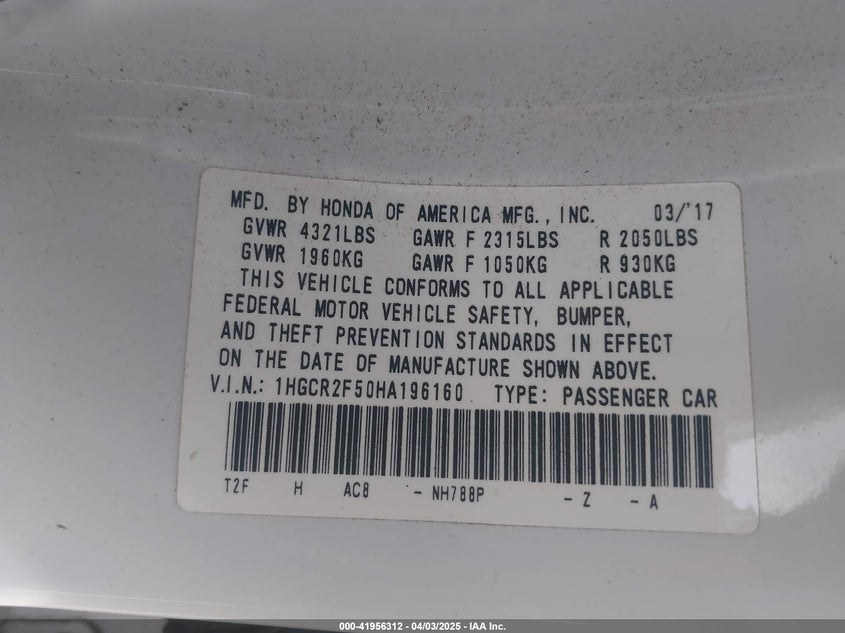 MFD. BY HONDA OF AMERICA MFG., INC. 03/'17
GVWR 4321LBS GAWR F 2315LBS R 2050LBS
GVWR 1960KG GAWR F 1050KG R 930KG
THIS VEHICLE CONFORMS TO ALL APPLICABLE
FEDERAL MOTOR VEHICLE SAFETY, BUMPER,
AND THEFT PREVENTION STANDARDS IN EFFECT
ON THE DATE OF MANUFACTURE SHOWN ABOVE.
V.I.N.: 1HGCR2F50HA196160 TYPE: PASSENGER CAR
T2F H AC8 - NH788P - Z - A
000-41956312 | 04/03/2025 - IAA Inc.